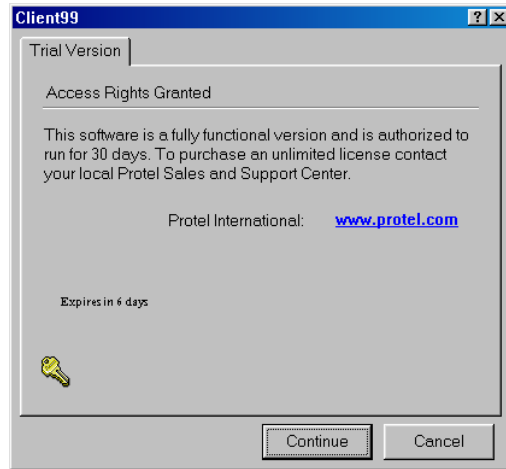 Client99
Trial Version
Access Rights Granted
This software is a fully functional version and is authorized to
run for 30 days. To purchase an unlimited license contact
your local Protel Sales and Support Center.
Protel International: www.protel.com
Expires in 6 days
Continue Cancel